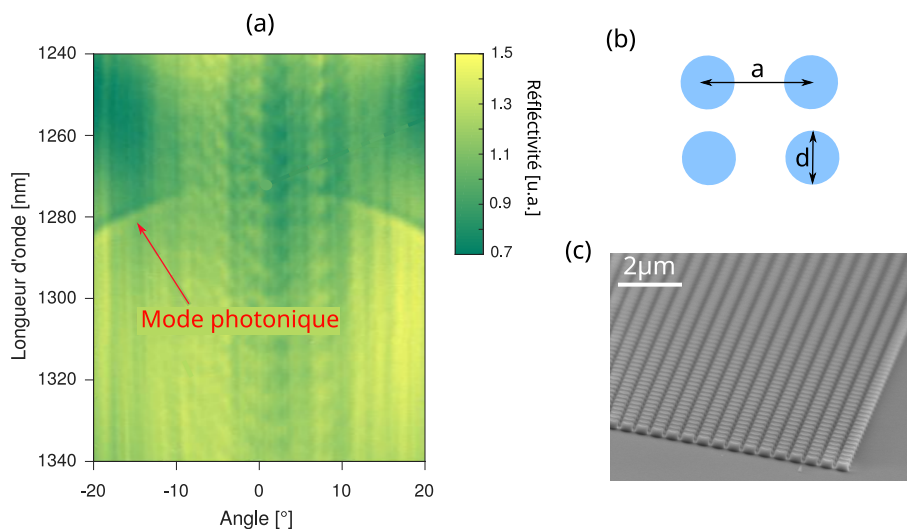 (a)
1240
1260
1280
1300
1320
1340
Longueur d'onde [nm]
-20
-10
0
10
20
Angle [°]
Mode photonique
1.5
1.3
1.1
0.9
0.7
Réfléctivité [u.a.]
(b)
a
d
(c)
2µm